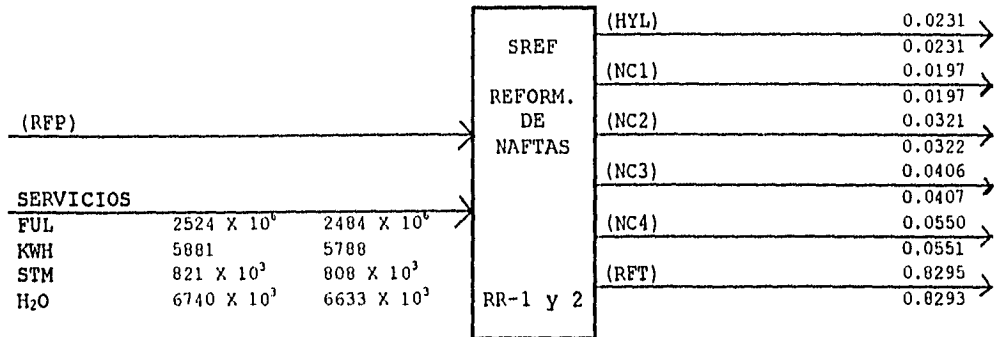 (HYL) 0.0231
SREF 0.0231
(NC1) 0.0197
REFORM. 0.0197
(RFP) DE (NC2) 0.0321
NAFTAS 0.0322
(NC3) 0.0406
SERVICIOS 0.0407
FUL 2524 X 10⁶ 2484 X 10⁶ (NC4) 0.0550
KWH 5881 5788 0.0551
STM 821 X 10³ 808 X 10³ (RFT) 0.8295
H₂O 6740 X 10³ 6633 X 10³ RR-1 y 2 0.8293